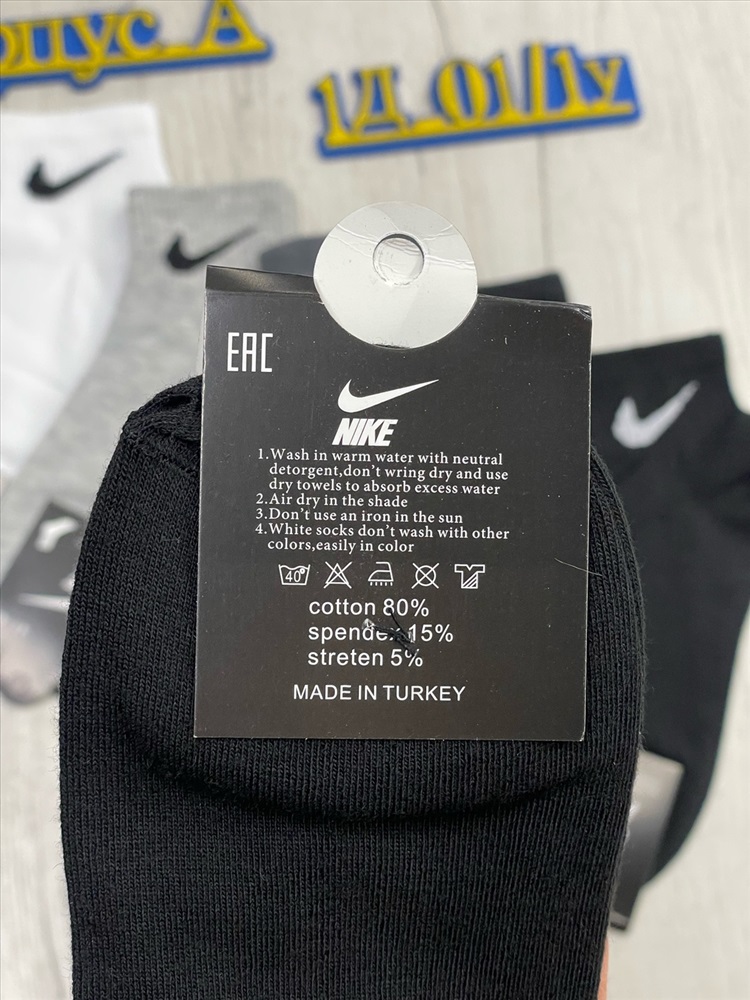 рпус A
1Д 01/1у
EAC
NIKE
1.Wash in warm water with neutral
detorgent,don't wring dry and use
dry towels to absorb excess water
2.Air dry in the shade
3.Don't use an iron in the sun
4.White socks don't wash with other
colors,easily in color
40°
cotton 80%
spendex 15%
streten 5%
MADE IN TURKEY